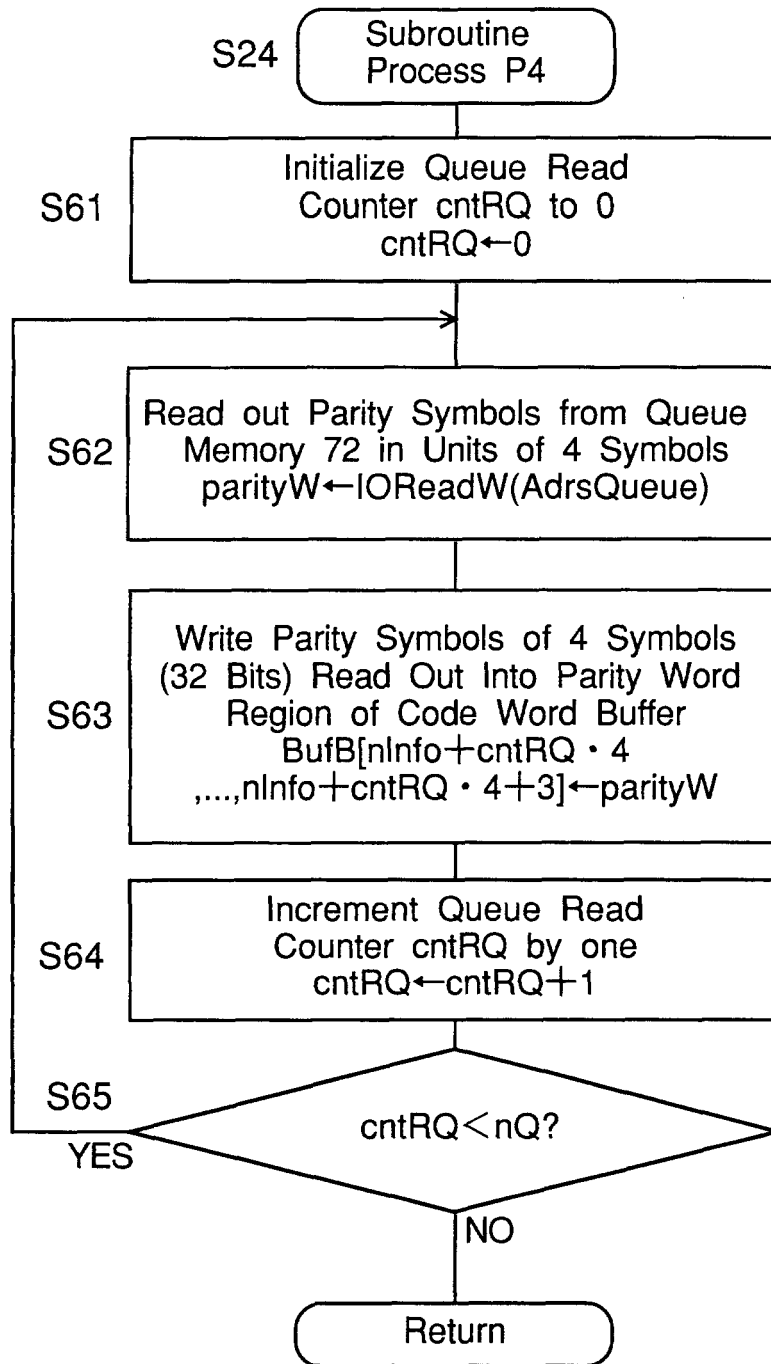 S24
Subroutine
Process P4
S61
Initialize Queue Read
Counter cntRQ to 0
cntRQ←0
S62
Read out Parity Symbols from Queue
Memory 72 in Units of 4 Symbols
parityW←IOReadW(AdrsQueue)
S63
Write Parity Symbols of 4 Symbols
(32 Bits) Read Out Into Parity Word
Region of Code Word Buffer
BufB[nInfo+cntRQ・4
,...,nInfo+cntRQ・4+3]←parityW
S64
Increment Queue Read
Counter cntRQ by one
cntRQ←cntRQ+1
S65
cntRQ<nQ?
YES
NO
Return